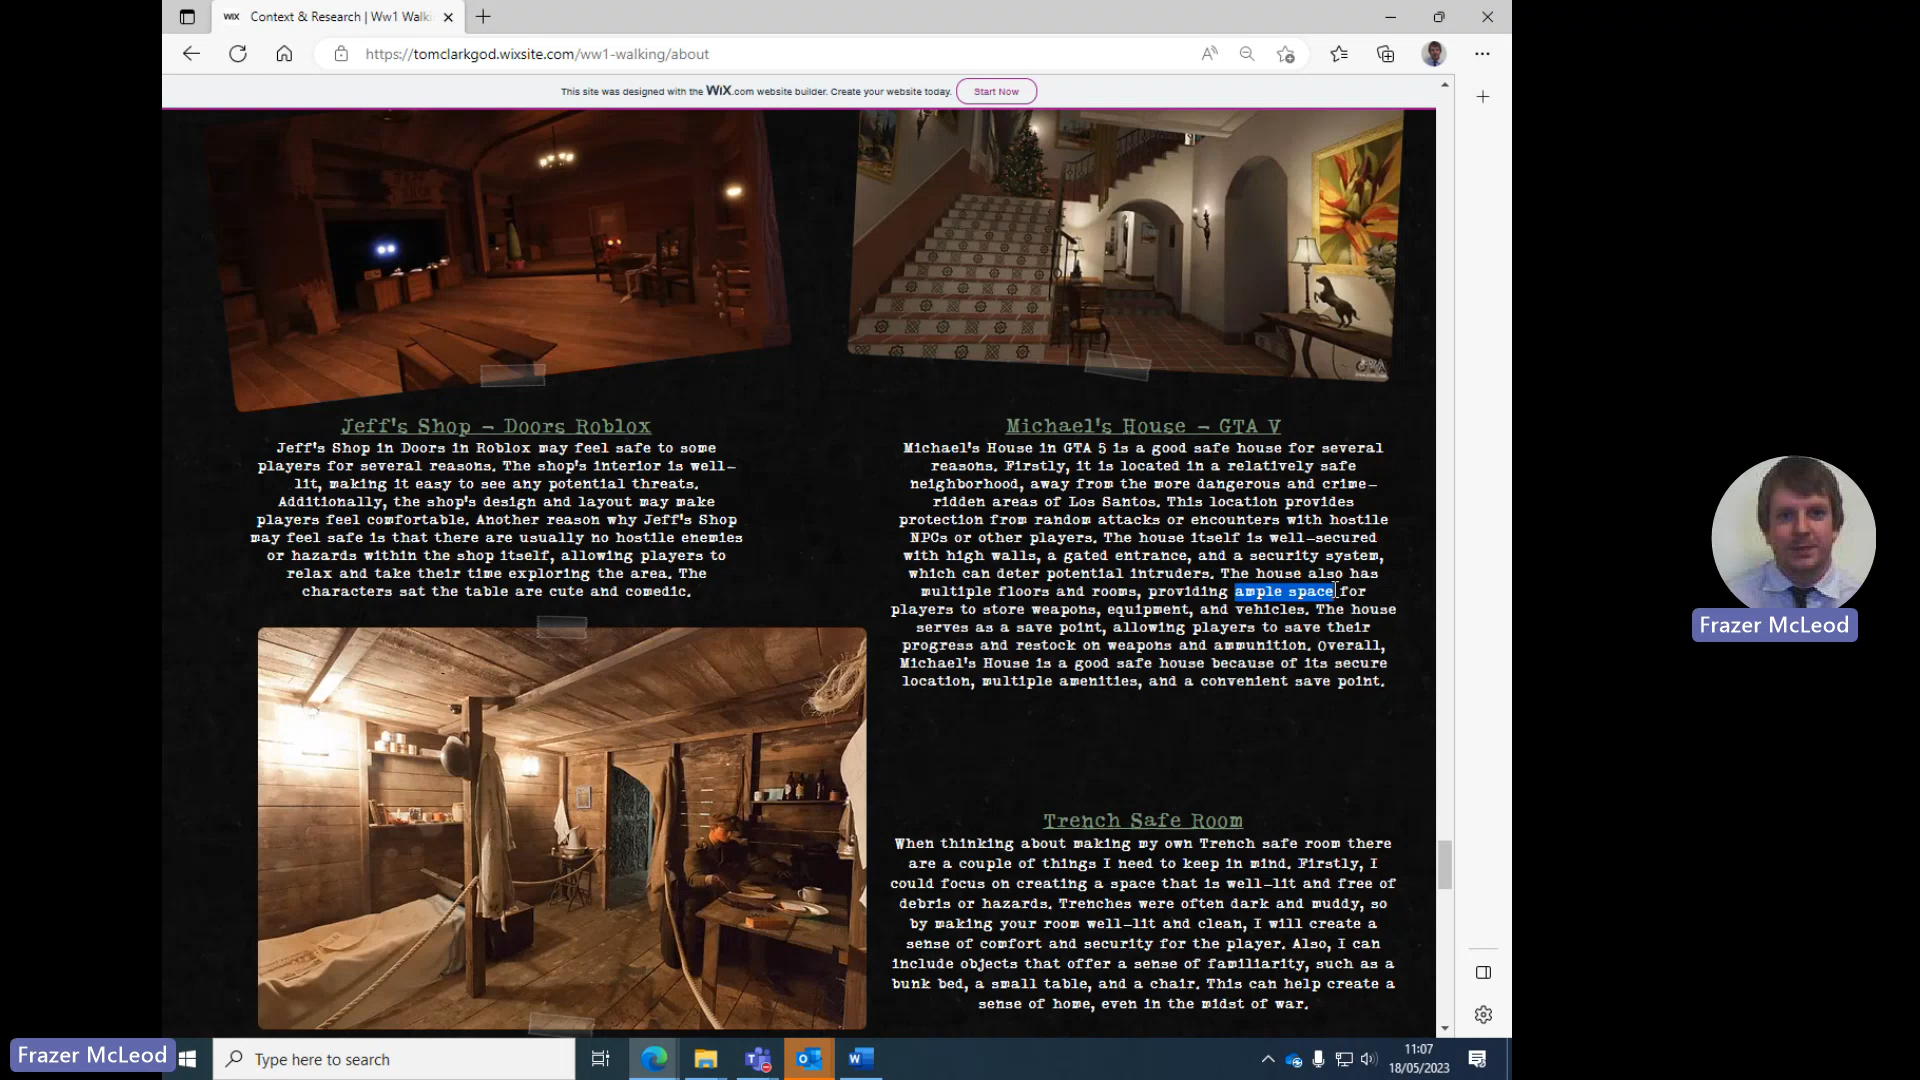 WiX Context & Research | Ww1 Walki
https://tomclarkgod.wixsite.com/ww1-walking/about
This site was designed with the WiX.com website builder. Create your website today. Start Now
Jeff's Shop – Doors Roblox
Jeff's Shop in Doors in Roblox may feel safe to some
players for several reasons. The shop's interior is well–
lit, making it easy to see any potential threats.
Additionally, the shop's design and layout may make
players feel comfortable. Another reason why Jeff's Shop
may feel safe is that there are usually no hostile enemies
or hazards within the shop itself, allowing players to
relax and take their time exploring the area. The
characters sat the table are cute and comedic.
Michael's House – GTA V
Michael's House in GTA 5 is a good safe house for several
reasons. Firstly, it is located in a relatively safe
neighborhood, away from the more dangerous and crime–
ridden areas of Los Santos. This location provides
protection from random attacks or encounters with hostile
NPCs or other players. The house itself is well–secured
with high walls, a gated entrance, and a security system,
which can deter potential intruders. The house also has
multiple floors and rooms, providing ample space for
players to store weapons, equipment, and vehicles. The house
serves as a save point, allowing players to save their
progress and restock on weapons and ammunition. Overall,
Michael's House is a good safe house because of its secure
location, multiple amenities, and a convenient save point.
Trench Safe Room
When thinking about making my own Trench safe room there
are a couple of things I need to keep in mind. Firstly, I
could focus on creating a space that is well–lit and free of
debris or hazards. Trenches were often dark and muddy, so
by making your room well–lit and clean, I will create a
sense of comfort and security for the player. Also, I can
include objects that offer a sense of familiarity, such as a
bunk bed, a small table, and a chair. This can help create a
sense of home, even in the midst of war.
Frazer McLeod
Frazer McLeod
Type here to search
11:07
18/05/2023